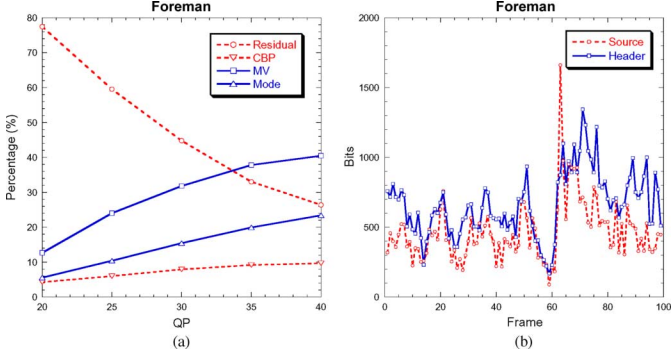 Foreman
80
70
60
50
40
30
20
10
0
Percentage (%)
Residual
CBP
MV
Mode
20
25
30
35
40
QP
(a)
Foreman
2000
1500
1000
500
0
Bits
Source
Header
0
20
40
60
80
100
Frame
(b)